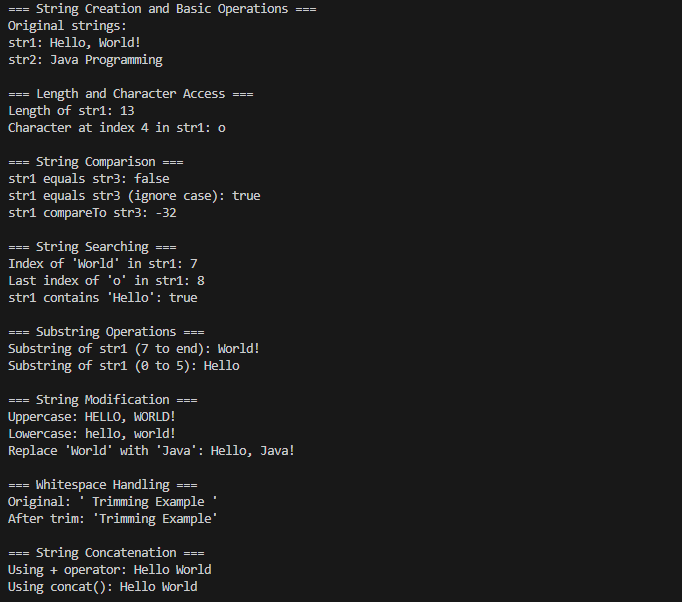 === String Creation and Basic Operations ===
Original strings:
str1: Hello, World!
str2: Java Programming

=== Length and Character Access ===
Length of str1: 13
Character at index 4 in str1: o

=== String Comparison ===
str1 equals str3: false
str1 equals str3 (ignore case): true
str1 compareTo str3: -32

=== String Searching ===
Index of 'World' in str1: 7
Last index of 'o' in str1: 8
str1 contains 'Hello': true

=== Substring Operations ===
Substring of str1 (7 to end): World!
Substring of str1 (0 to 5): Hello

=== String Modification ===
Uppercase: HELLO, WORLD!
Lowercase: hello, world!
Replace 'World' with 'Java': Hello, Java!

=== Whitespace Handling ===
Original: ' Trimming Example '
After trim: 'Trimming Example'

=== String Concatenation ===
Using + operator: Hello World
Using concat(): Hello World